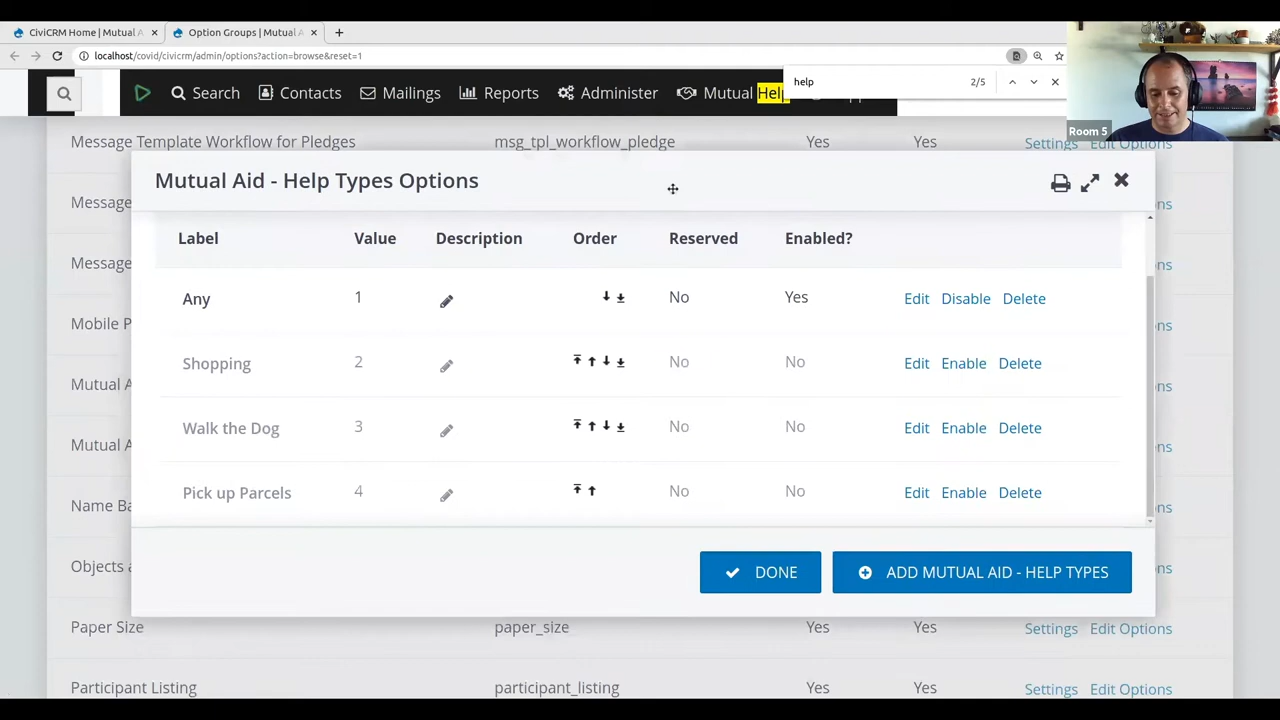 CiviCRM Home | Mutual A
Option Groups | Mutual A
localhost/covid/civicrm/admin/options?action=browse&reset=1
help 2/5
Search Contacts Mailings Reports Administer Mutual Help
Room 5
Message Template Workflow for Pledges msg_tpl_workflow_pledge Yes Yes Settings Edit Options
Mutual Aid - Help Types Options
Message
Label Value Description Order Reserved Enabled?
Message
Any 1 No Yes Edit Disable Delete
Mobile P
Shopping 2 No No Edit Enable Delete
Mutual A
Walk the Dog 3 No No Edit Enable Delete
Mutual A
Pick up Parcels 4 No No Edit Enable Delete
Name Ba
Objects a
DONE ADD MUTUAL AID - HELP TYPES
Paper Size paper_size Yes Yes Settings Edit Options
Participant Listing participant_listing Yes Yes Settings Edit Options